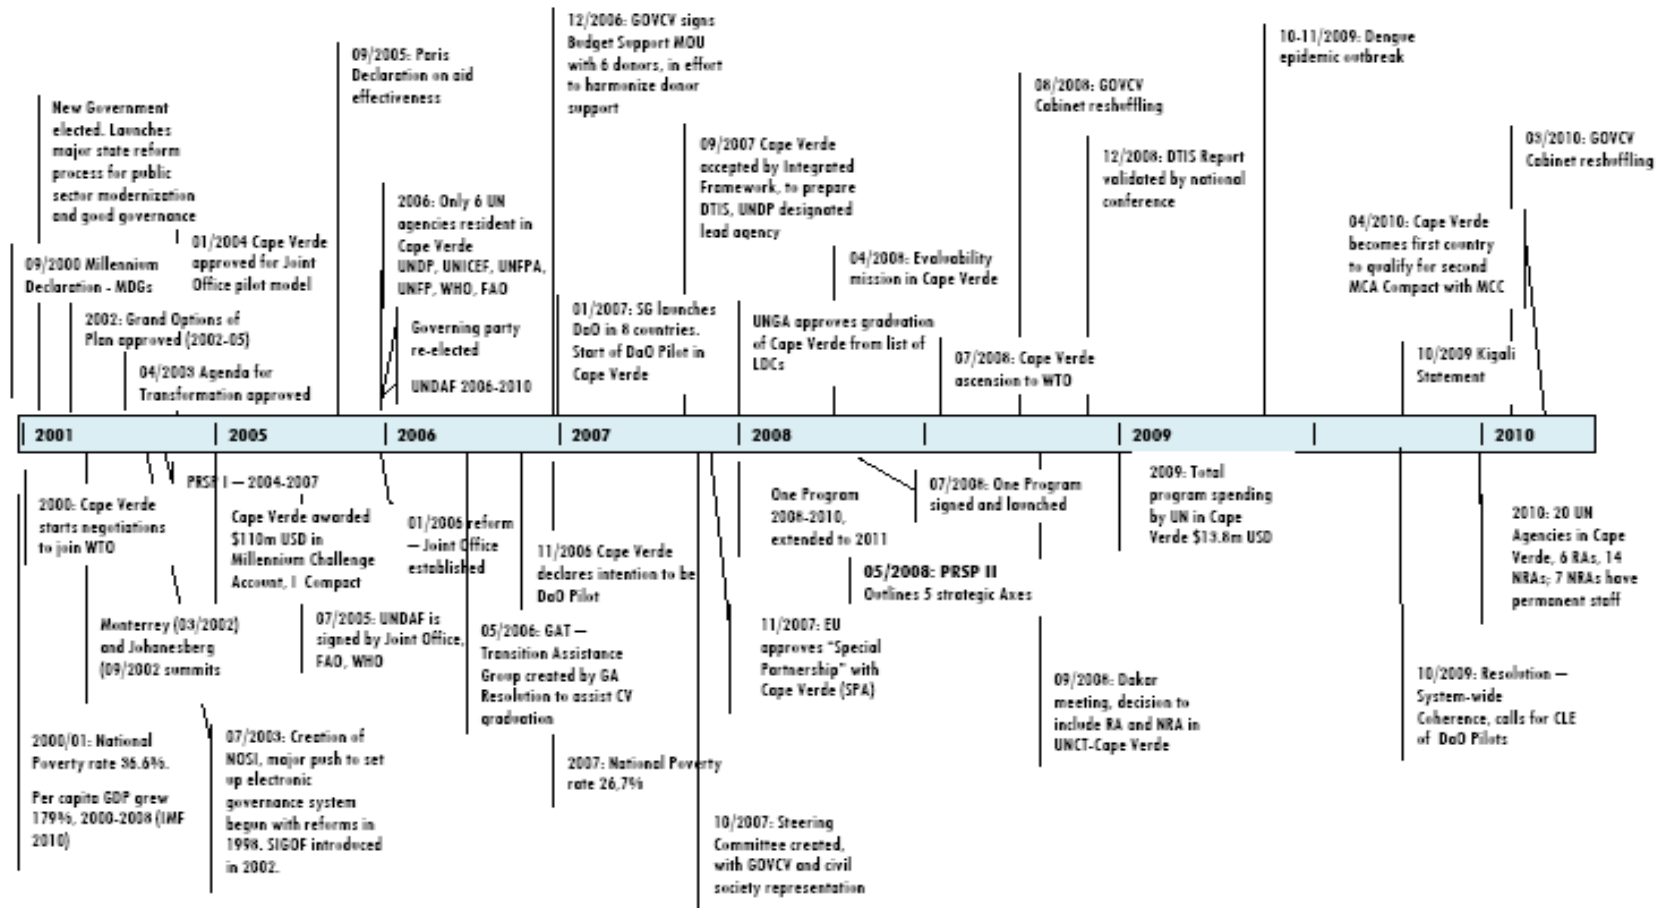 New Government
elected. Launches
major state reform
process for public
sector modernization
and good governance
09/2000 Millennium
Declaration - MDGs
2002: Grand Options of
Plan approved (2002-05)
04/2003 Agenda for
Transformation approved
01/2004 Cape Verde
approved for Joint
Office pilot model
09/2005: Paris
Declaration on aid
effectiveness
2006: Only 6 UN
agencies resident in
Cape Verde
UNDP, UNICEF, UNFPA,
UNFP, WHO, FAO
Governing party
re-elected
UNDAF 2006-2010
12/2006: GOVCV signs
Budget Support MOU
with 6 donors, in effort
to harmonize donor
support
01/2007: SG launches
DaO in 8 countries.
Start of DaO Pilot in
Cape Verde
09/2007 Cape Verde
accepted by Integrated
Framework, to prepare
DTIS, UNDP designated
lead agency
UNGA approves graduation
of Cape Verde from list of
LDCs
04/2008: Evaluability
mission in Cape Verde
07/2008: Cape Verde
ascension to WTO
08/2008: GOVCV
Cabinet reshuffling
12/2008: DTIS Report
validated by national
conference
10-11/2009: Dengue
epidemic outbreak
04/2010: Cape Verde
becomes first country
to qualify for second
MCA Compact with MCC
10/2009 Kigali
Statement
03/2010: GOVCV
Cabinet reshuffling
2001
2005
2006
2007
2008
2009
2010
2000: Cape Verde
starts negotiations
to join WTO
PRSP I – 2004-2007
Monterrey (03/2002)
and Johanesberg
(09/2002 summits
2000/01: National
Poverty rate 36.6%.
Per capita GDP grew
179%, 2000-2008 (IMF
2010)
07/2003: Creation of
NOSI, major push to set
up electronic
governance system
begun with reforms in
1998. SIGOF introduced
in 2002.
Cape Verde awarded
$110m USD in
Millennium Challenge
Account, I Compact
07/2005: UNDAF is
signed by Joint Office,
FAO, WHO
01/2006 reform
– Joint Office
established
05/2006: GAT –
Transition Assistance
Group created by GA
Resolution to assist CV
graduation
11/2006 Cape Verde
declares intention to be
DaO Pilot
2007: National Poverty
rate 26,7%
10/2007: Steering
Committee created,
with GOVCV and civil
society representation
11/2007: EU
approves "Special
Partnership" with
Cape Verde (SPA)
One Program
2008-2010,
extended to 2011
05/2008: PRSP II
Outlines 5 strategic Axes
07/2008: One Program
signed and launched
09/2008: Dakar
meeting, decision to
include RA and NRA in
UNCT-Cape Verde
2009: Total
program spending
by UN in Cape
Verde $13.8m USD
10/2009: Resolution –
System-wide
Coherence, calls for CLE
of DaO Pilots
2010: 20 UN
Agencies in Cape
Verde, 6 RAs, 14
NRAs; 7 NRAs have
permanent staff